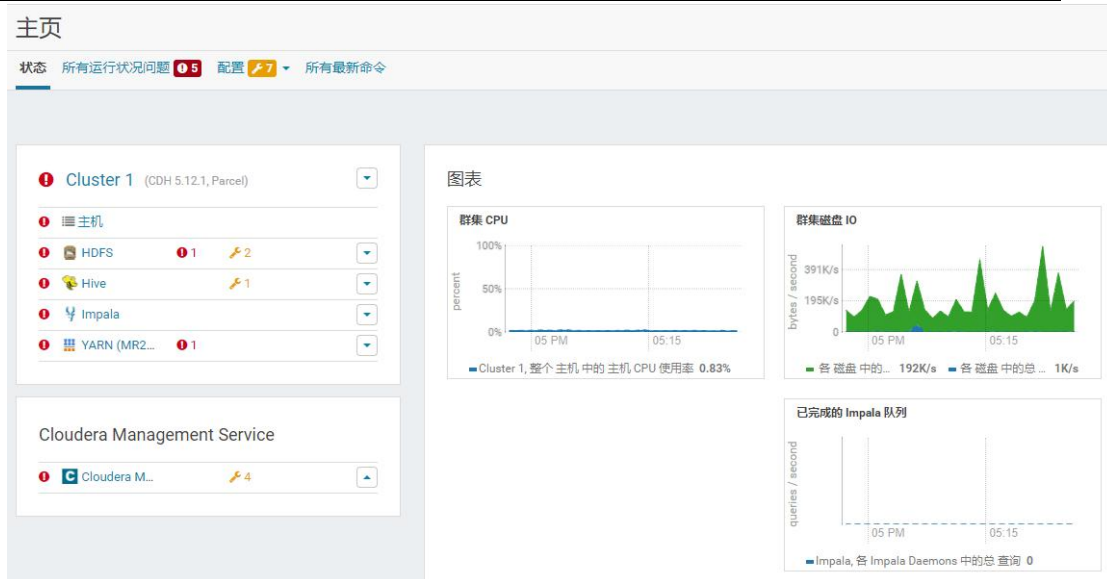 主页
状态 所有运行状况问题 5 配置 7 所有最新命令
Cluster 1 (CDH 5.12.1, Parcel)
主机
HDFS 1 2
Hive 1
Impala
YARN (MR2... 1
Cloudera Management Service
C Cloudera M... 4
图表
群集 CPU
percent
100%
50%
0%
05 PM 05:15
Cluster 1, 整个 主机 中的 主机 CPU 使用率 0.83%
群集磁盘 IO
bytes / second
391K/s
195K/s
0
05 PM 05:15
各 磁盘 中的... 192K/s 各 磁盘 中的总 ... 1K/s
已完成的 Impala 队列
queries / second
05 PM 05:15
Impala, 各 Impala Daemons 中的总 查询 0